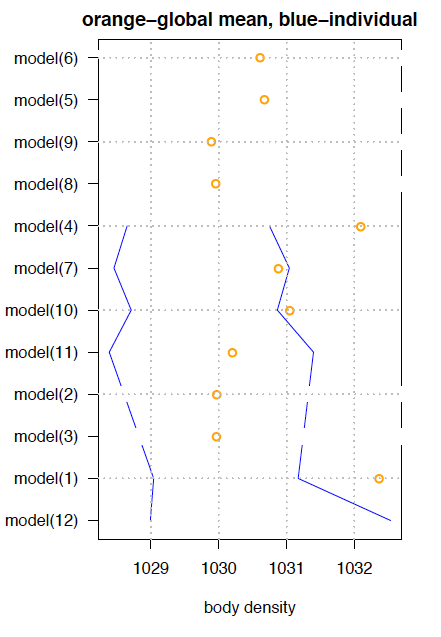 orange–global mean, blue–individual
model(6)
model(5)
model(9)
model(8)
model(4)
model(7)
model(10)
model(11)
model(2)
model(3)
model(1)
model(12)
1029 1030 1031 1032
body density